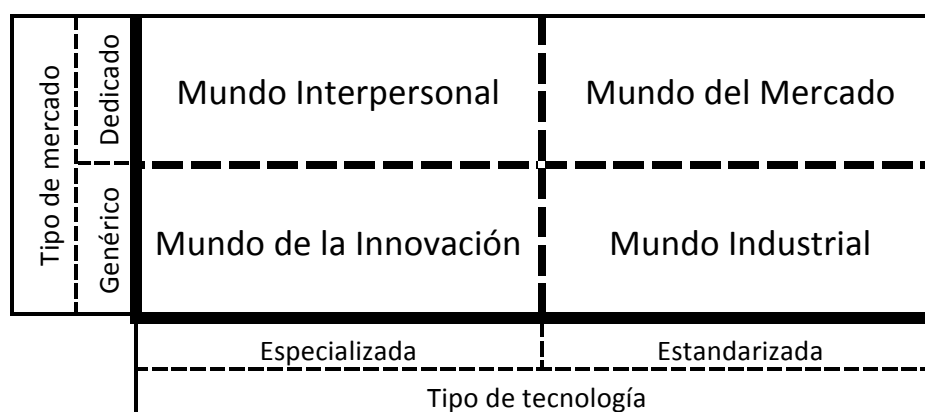 Tipo de mercado
Dedicado
Mundo Interpersonal
Mundo del Mercado
Genérico
Mundo de la Innovación
Mundo Industrial
Especializada
Estandarizada
Tipo de tecnología